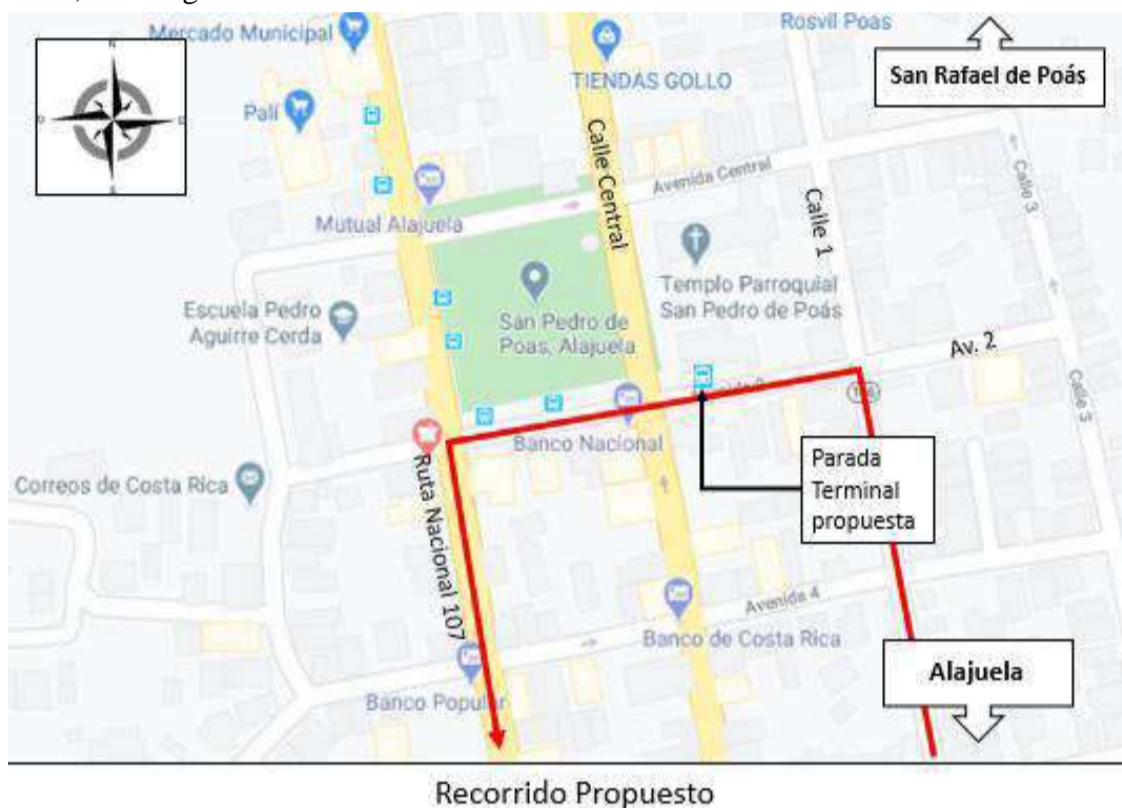 Mercado Municipal
Rosvil Poas
San Rafael de Poás
TIENDAS GOLLO
Palí
Calle Central
Avenida Central
Calle 3
Mutual Alajuela
Calle 1
Templo Parroquial
San Pedro de Poás
Escuela Pedro
Aguirre Cerda
San Pedro de
Poas, Alajuela
Av. 2
Calle 3
Banco Nacional
Ruta Nacional 107
Parada
Terminal
propuesta
Correos de Costa Rica
Avenida 4
Banco de Costa Rica
Alajuela
Banco Popular
Recorrido Propuesto